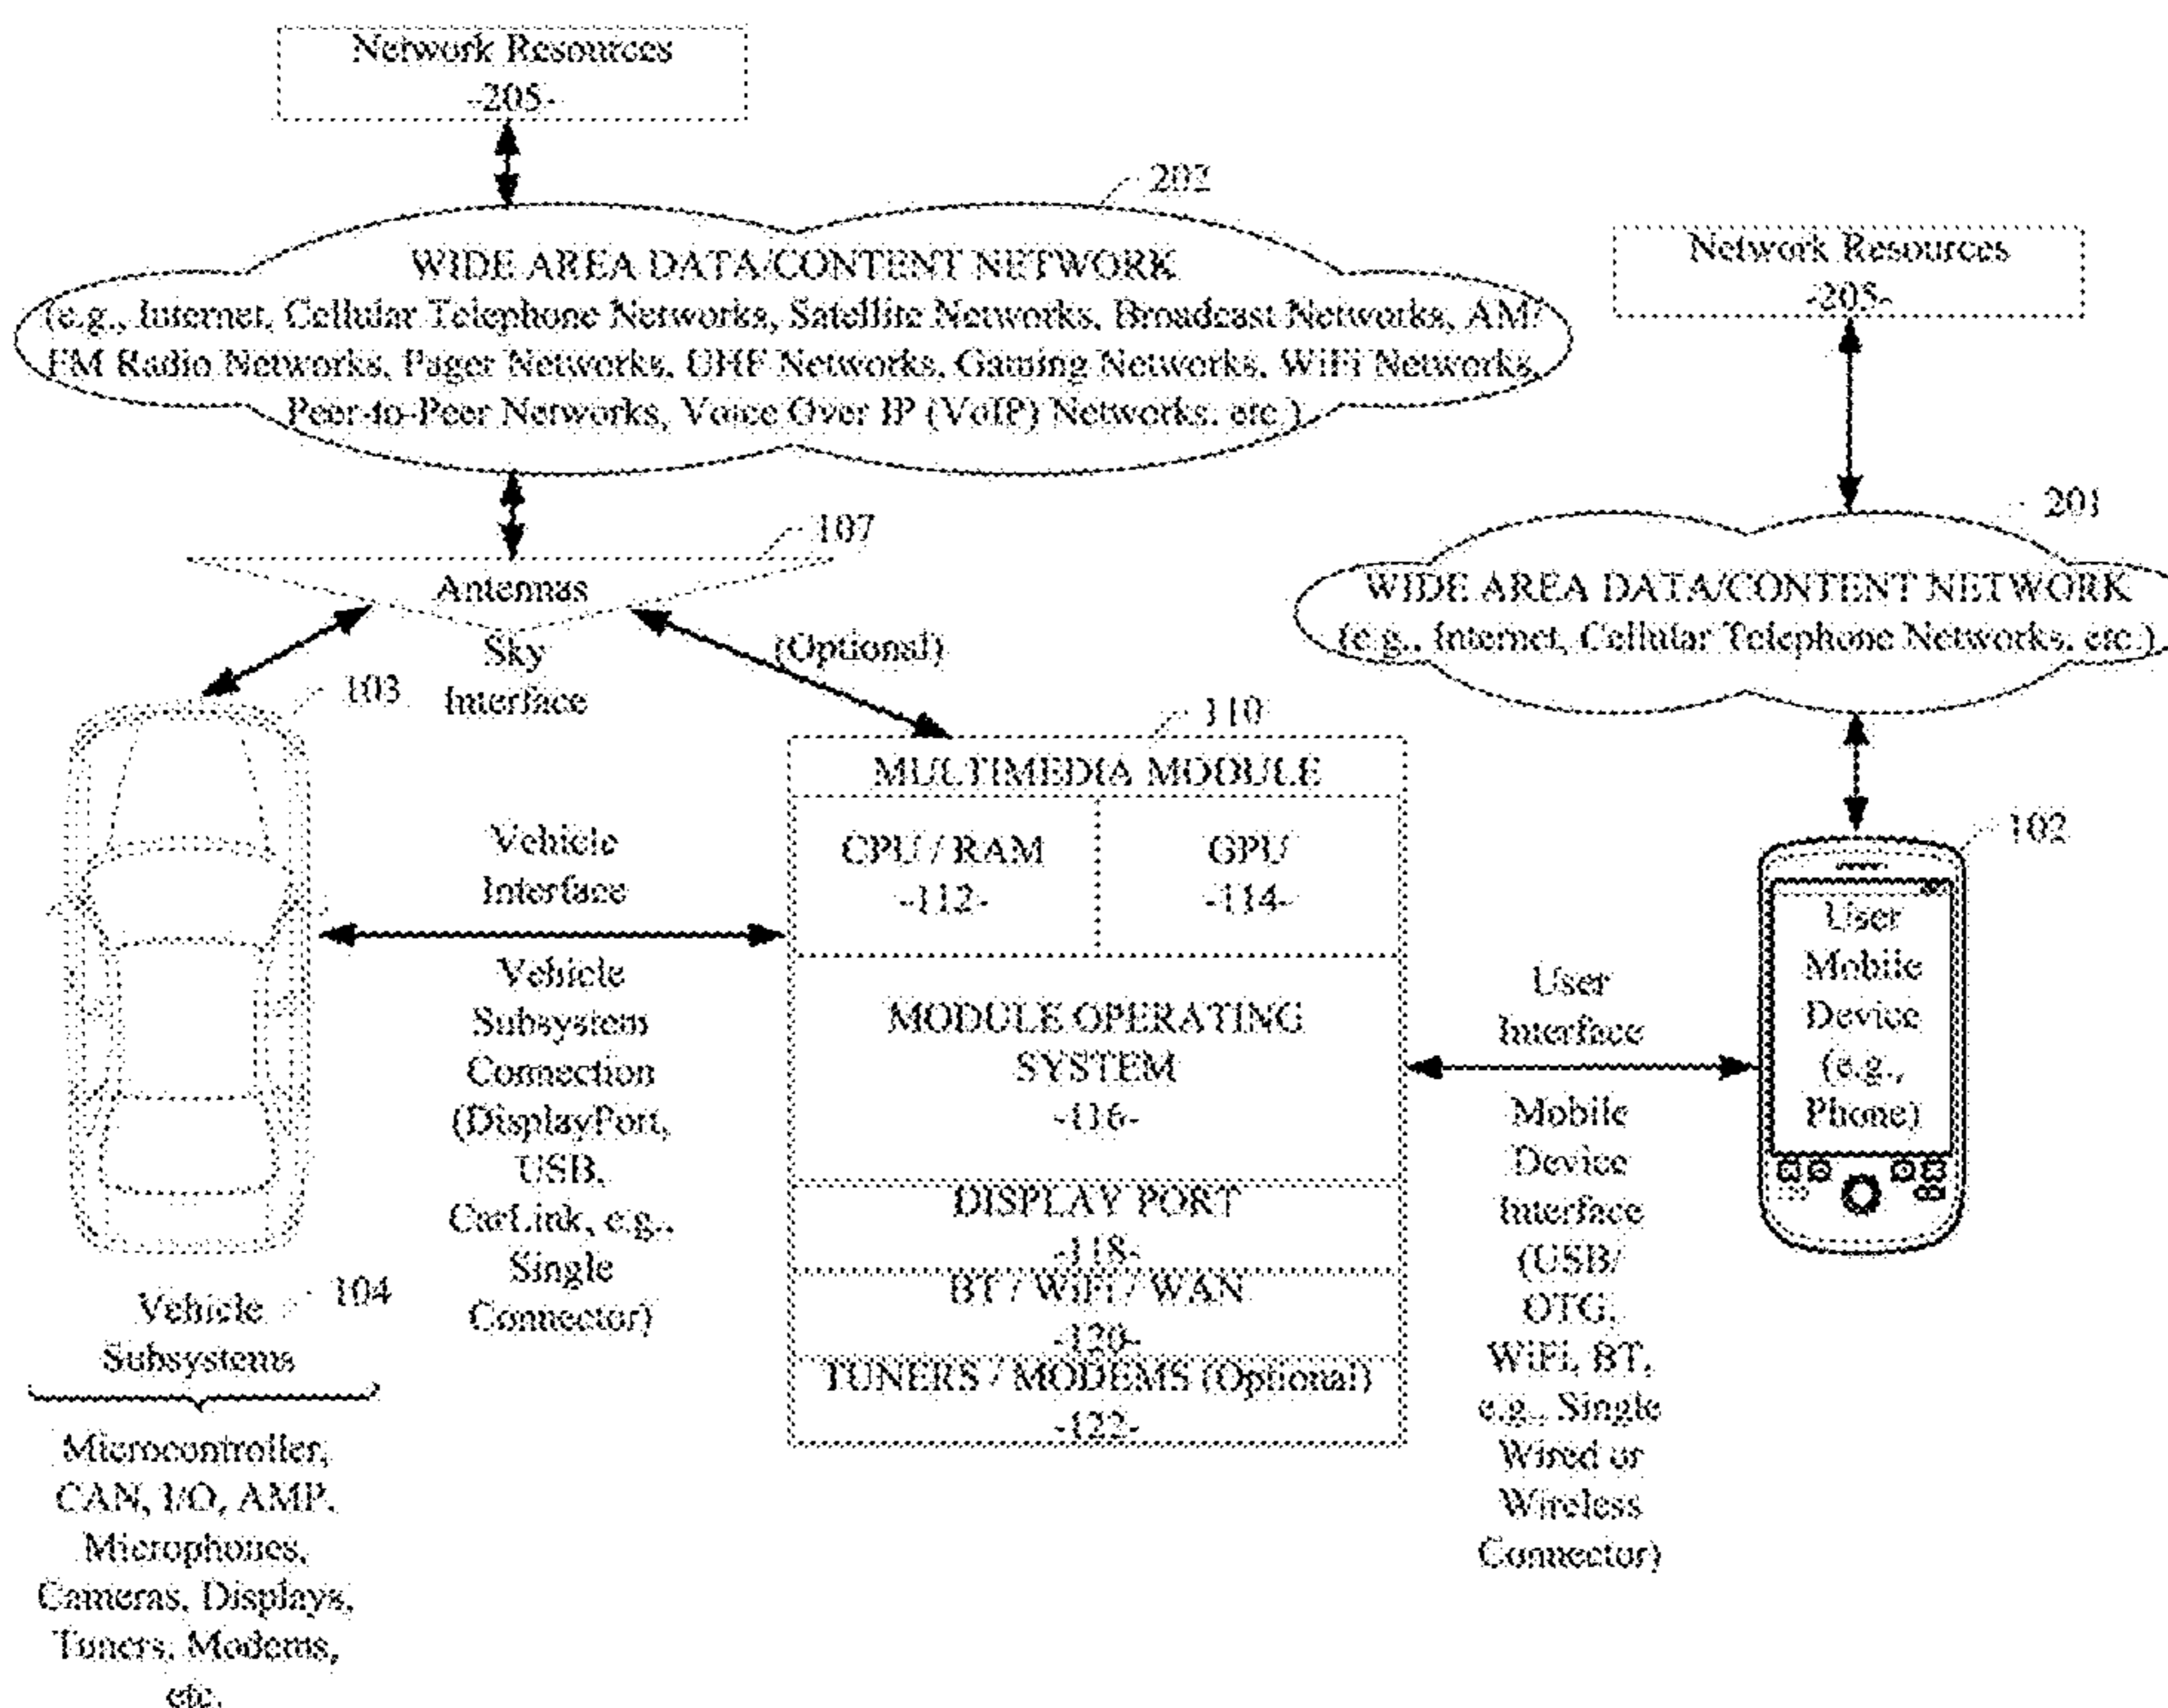 Network Resources
-205-
202
WIDE AREA DATA/CONTENT NETWORK
(e.g., Internet, Cellular Telephone Networks, Satellite Networks, Broadcast Networks, AM/
FM Radio Networks, Pager Networks, UHF Networks, Gaming Networks, WiFi Networks,
Peer-to-Peer Networks, Voice Over IP (VoIP) Networks, etc.)
Network Resources
-205-
201
WIDE AREA DATA/CONTENT NETWORK
(e.g., Internet, Cellular Telephone Networks, etc.)
107
Antennas
Sky
Interface
(Optional)
103
Vehicle
Interface
Vehicle
Subsystem
Connection
(DisplayPort,
USB,
CarLink, e.g.,
Single
Connector)
104
Vehicle
Subsystems
Microcontroller,
CAN, I/O, AMP,
Microphones,
Cameras, Displays,
Tuners, Modems,
etc.
110
MULTIMEDIA MODULE
CPU / RAM
-112-
GPU
-114-
MODULE OPERATING
SYSTEM
-116-
DISPLAY PORT
-118-
BT / WiFi / WAN
-120-
TUNERS / MODEMS (Optional)
-122-
User
Interface
Mobile
Device
Interface
(USB/
OTG,
WiFi, BT,
e.g., Single
Wired or
Wireless
Connector)
102
User
Mobile
Device
(e.g.,
Phone)